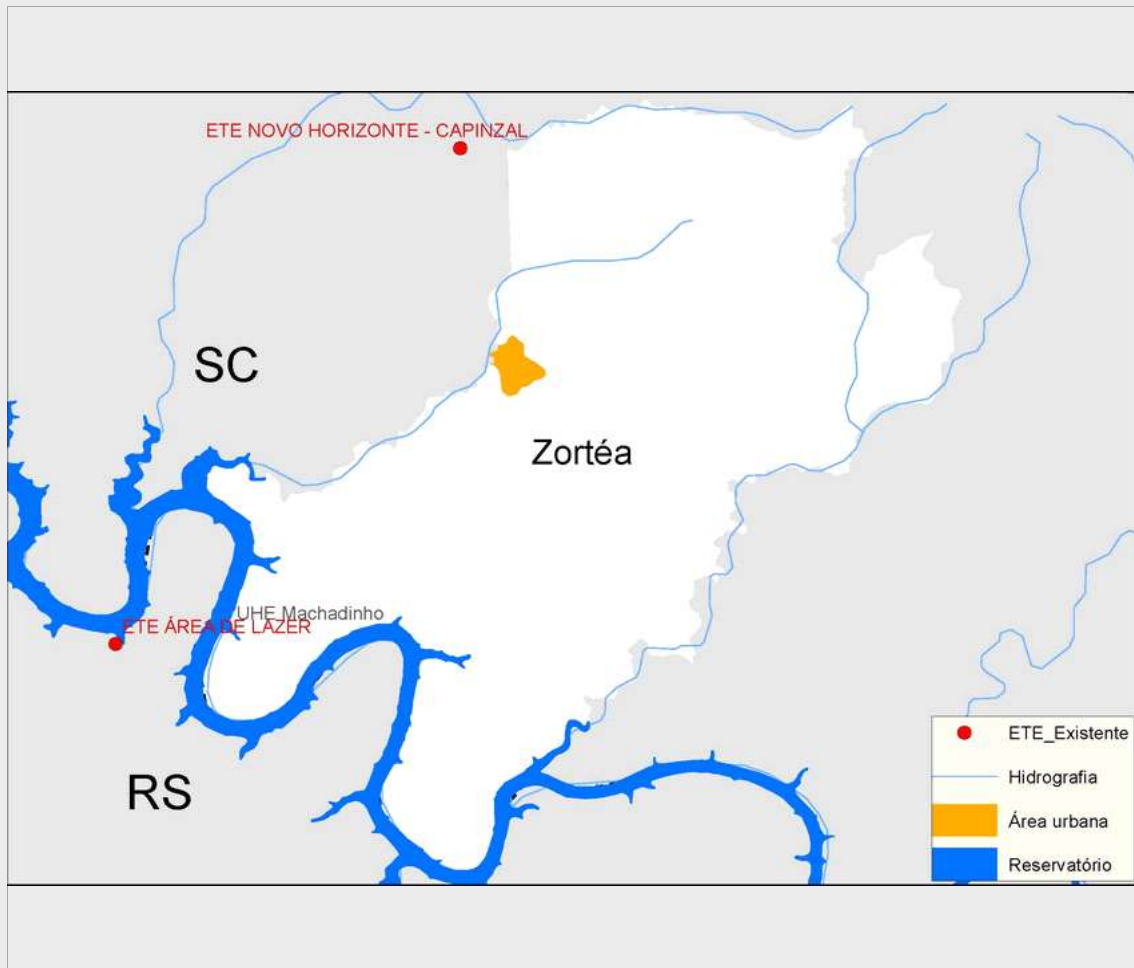 ETE NOVO HORIZONTE - CAPINZAL
SC
Zortéa
UHE Machadinho
ETE ÁREA DE LAZER
RS
ETE_Existente
Hidrografia
Área urbana
Reservatório